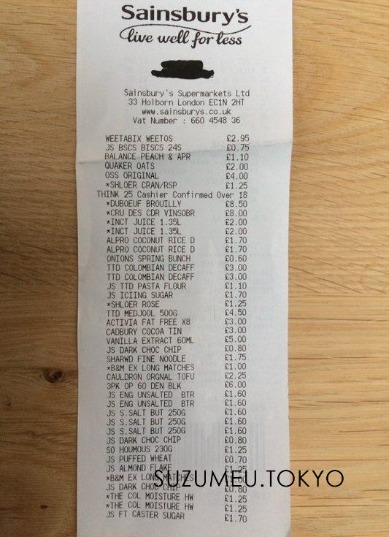 Sainsbury's
live well for less
Sainsbury's Supermarkets Ltd
33 Holborn London EC1N 2HT
www.sainsburys.co.uk
Vat Number : 660 4548 36
WEETABIX WEETOS £2.95
JS BSCS BISCS 24S £0.75
BALANCE PEACH & APR £1.10
QUAKER OATS £2.00
OSS ORIGINAL £4.00
*SHLOER CRAN/RSP £1.25
THINK 25 Cashier Confirmed Over 18
*DUBOEUF BROUILLY £8.50
*CRU DES CDR VINSOBR £8.00
*INCT JUICE 1.35L £2.00
*INCT JUICE 1.35L £2.00
ALPRO COCONUT RICE D £1.70
ALPRO COCONUT RICE D £1.70
ONIONS SPRING BUNCH £0.60
TTD COLOMBIAN DECAFF £3.00
TTD COLOMBIAN DECAFF £3.00
JS TTD PASTA FLOUR £1.10
JS ICIING SUGAR £1.70
*SHLOER ROSE £1.25
TTD MEDJOOL 500G £4.50
ACTIVIA FAT FREE X8 £3.00
CADBURY COCOA TIN £3.00
VANILLA EXTRACT 60ML £5.00
JS DARK CHOC CHIP £0.80
SHARWD FINE NOODLE £1.75
*B&M EX LONG MATCHES £1.00
CAULDRON ORGNAL TOFU £2.25
3PK OP 60 DEN BLK £6.00
JS ENG UNSALTED BTR £1.60
JS ENG UNSALTED BTR £1.60
JS S.SALT BUT 250G £1.60
JS S.SALT BUT 250G £1.60
JS S.SALT BUT 250G £1.60
JS DARK CHOC CHIP £0.80
SO HOUMOUS 230G £1.25
JS PUFFED WHEAT £0.70
JS ALMOND FLAKE
SUZUMEU.TOKYO
*B&M EX LONG
JS DARK CHOC CHIP £0.80
*THE COL MOISTURE HW £1.25
*THE COL MOISTURE HW £1.25
JS FT CASTER SUGAR £1.70